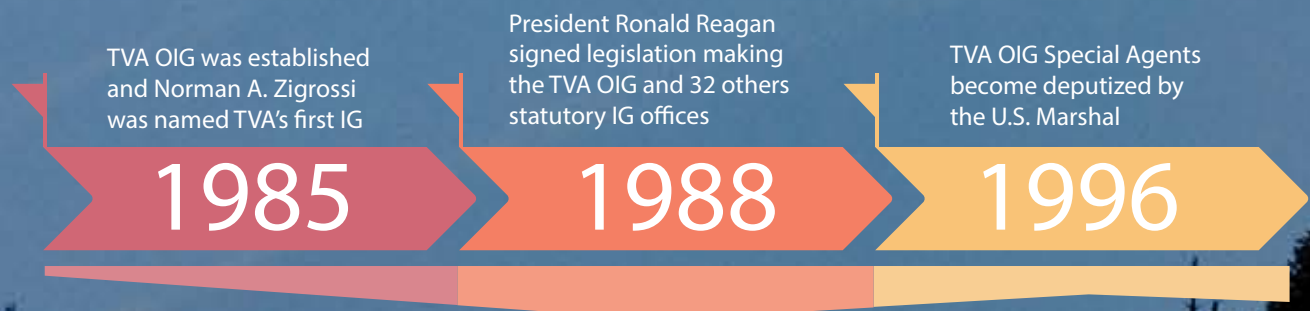 TVA OIG was established
and Norman A. Zigrossi
was named TVA's first IG
1985
President Ronald Reagan
signed legislation making
the TVA OIG and 32 others
statutory IG offices
1988
TVA OIG Special Agents
become deputized by
the U.S. Marshal
1996